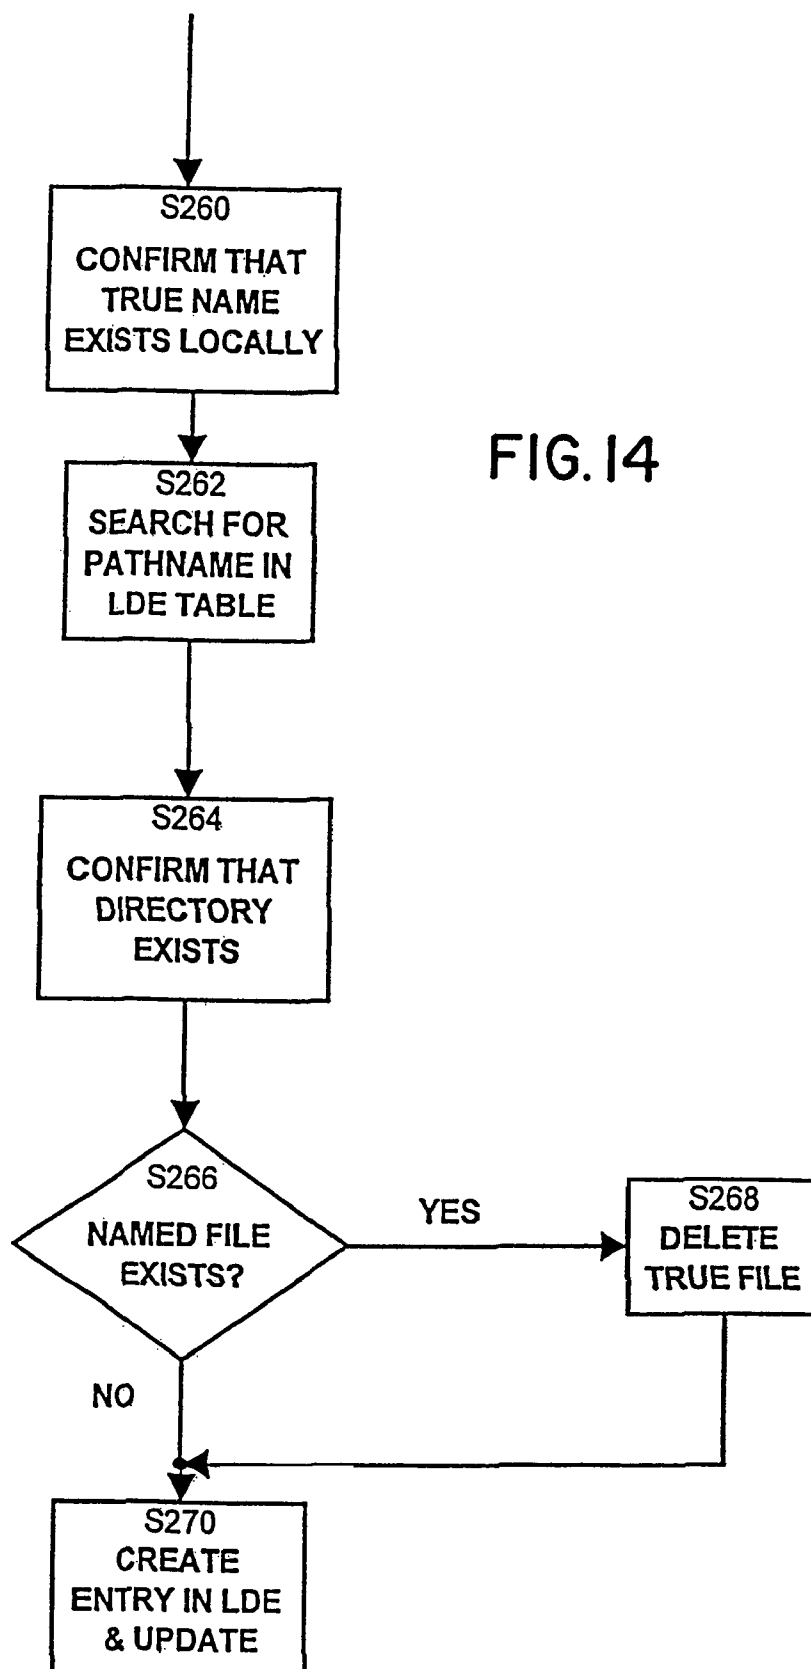 S260
CONFIRM THAT
TRUE NAME
EXISTS LOCALLY
FIG. 14
S262
SEARCH FOR
PATHNAME IN
LDE TABLE
S264
CONFIRM THAT
DIRECTORY
EXISTS
S266
NAMED FILE
EXISTS?
YES
S268
DELETE
TRUE FILE
NO
S270
CREATE
ENTRY IN LDE
& UPDATE